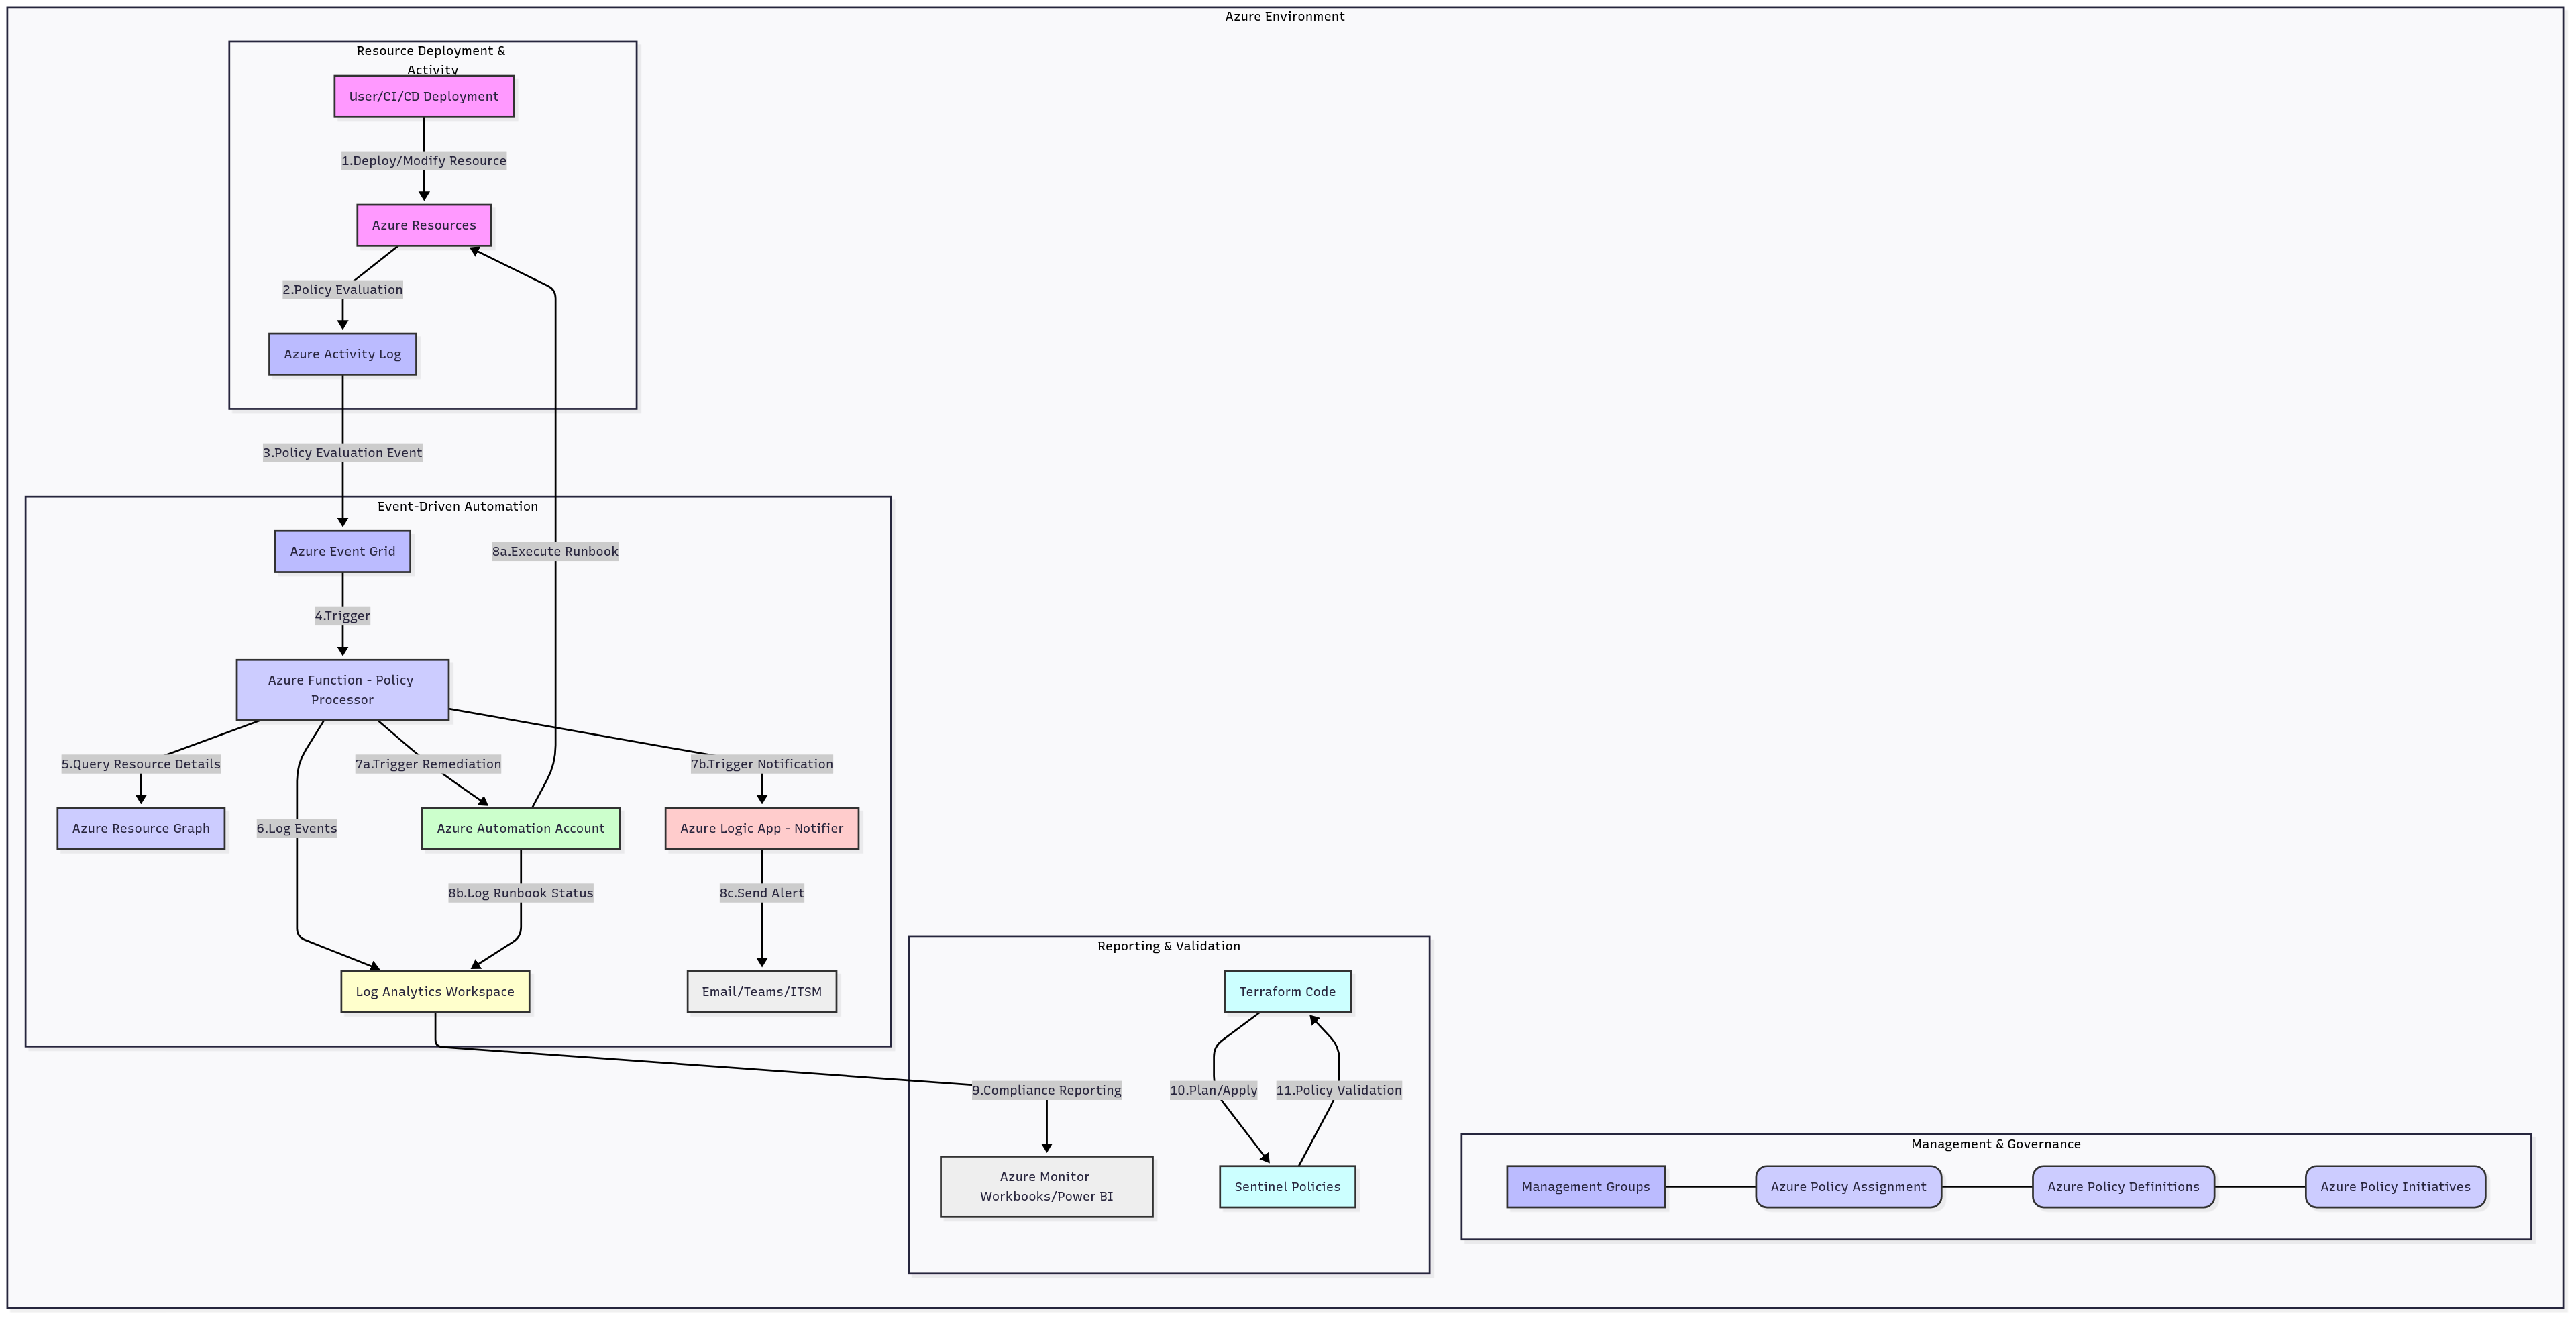 Azure Environment
Resource Deployment &
Activity
User/CI/CD Deployment
1.Deploy/Modify Resource
Azure Resources
2.Policy Evaluation
Azure Activity Log
3.Policy Evaluation Event
Event-Driven Automation
Azure Event Grid
8a.Execute Runbook
4.Trigger
Azure Function - Policy
Processor
5.Query Resource Details
7a.Trigger Remediation
7b.Trigger Notification
Azure Resource Graph
6.Log Events
Azure Automation Account
Azure Logic App - Notifier
8b.Log Runbook Status
8c.Send Alert
Log Analytics Workspace
Email/Teams/ITSM
Reporting & Validation
Terraform Code
9.Compliance Reporting
10.Plan/Apply
11.Policy Validation
Azure Monitor
Workbooks/Power BI
Sentinel Policies
Management & Governance
Management Groups
Azure Policy Assignment
Azure Policy Definitions
Azure Policy Initiatives